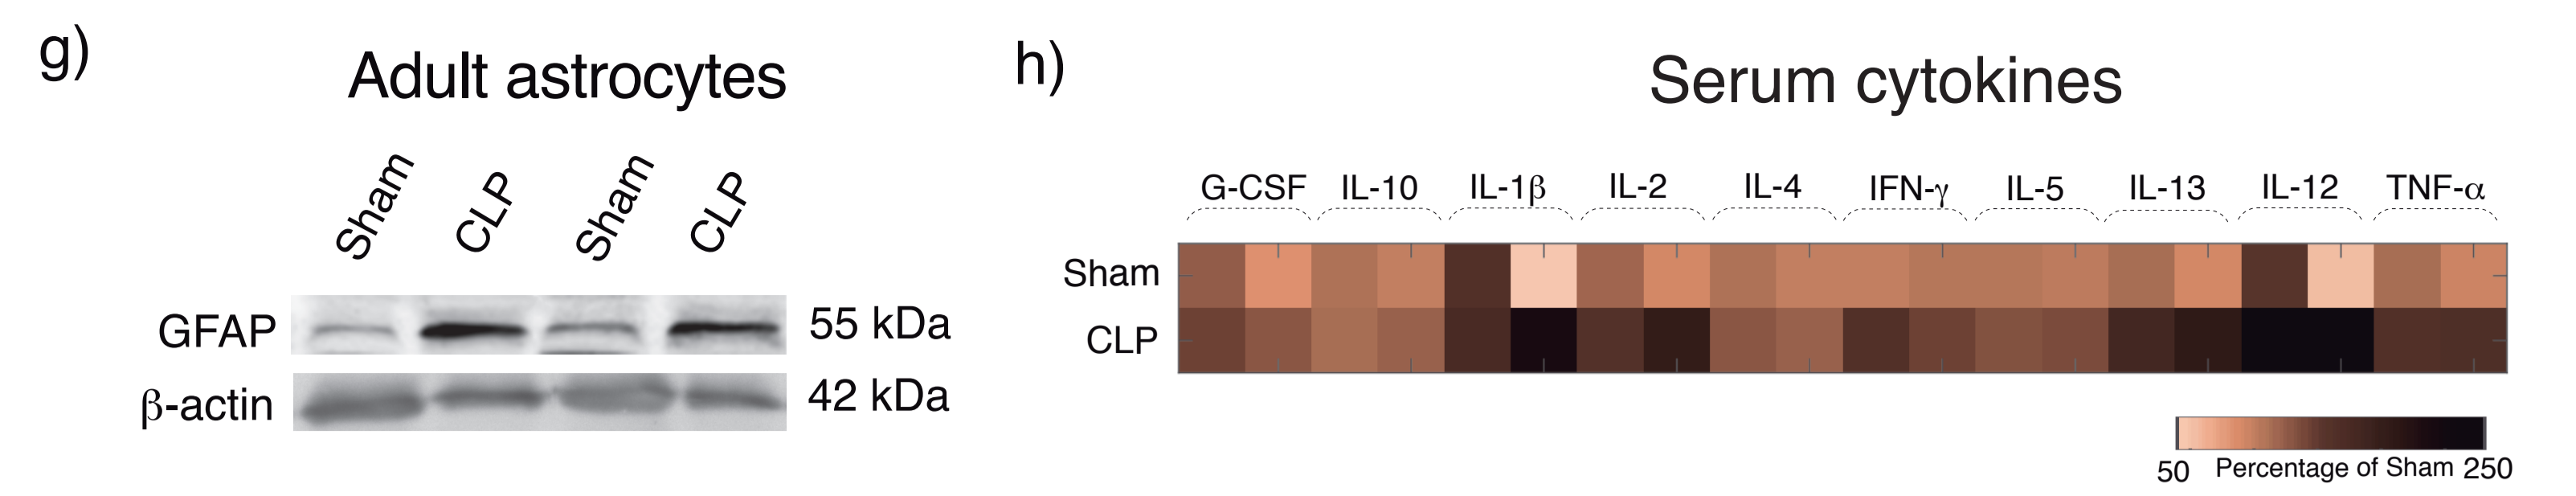 g)
Adult astrocytes
Sham CLP Sham CLP
GFAP 55 kDa
β-actin 42 kDa
h)
Serum cytokines
G-CSF IL-10 IL-1β IL-2 IL-4 IFN-γ IL-5 IL-13 IL-12 TNF-α
Sham
CLP
50 Percentage of Sham 250